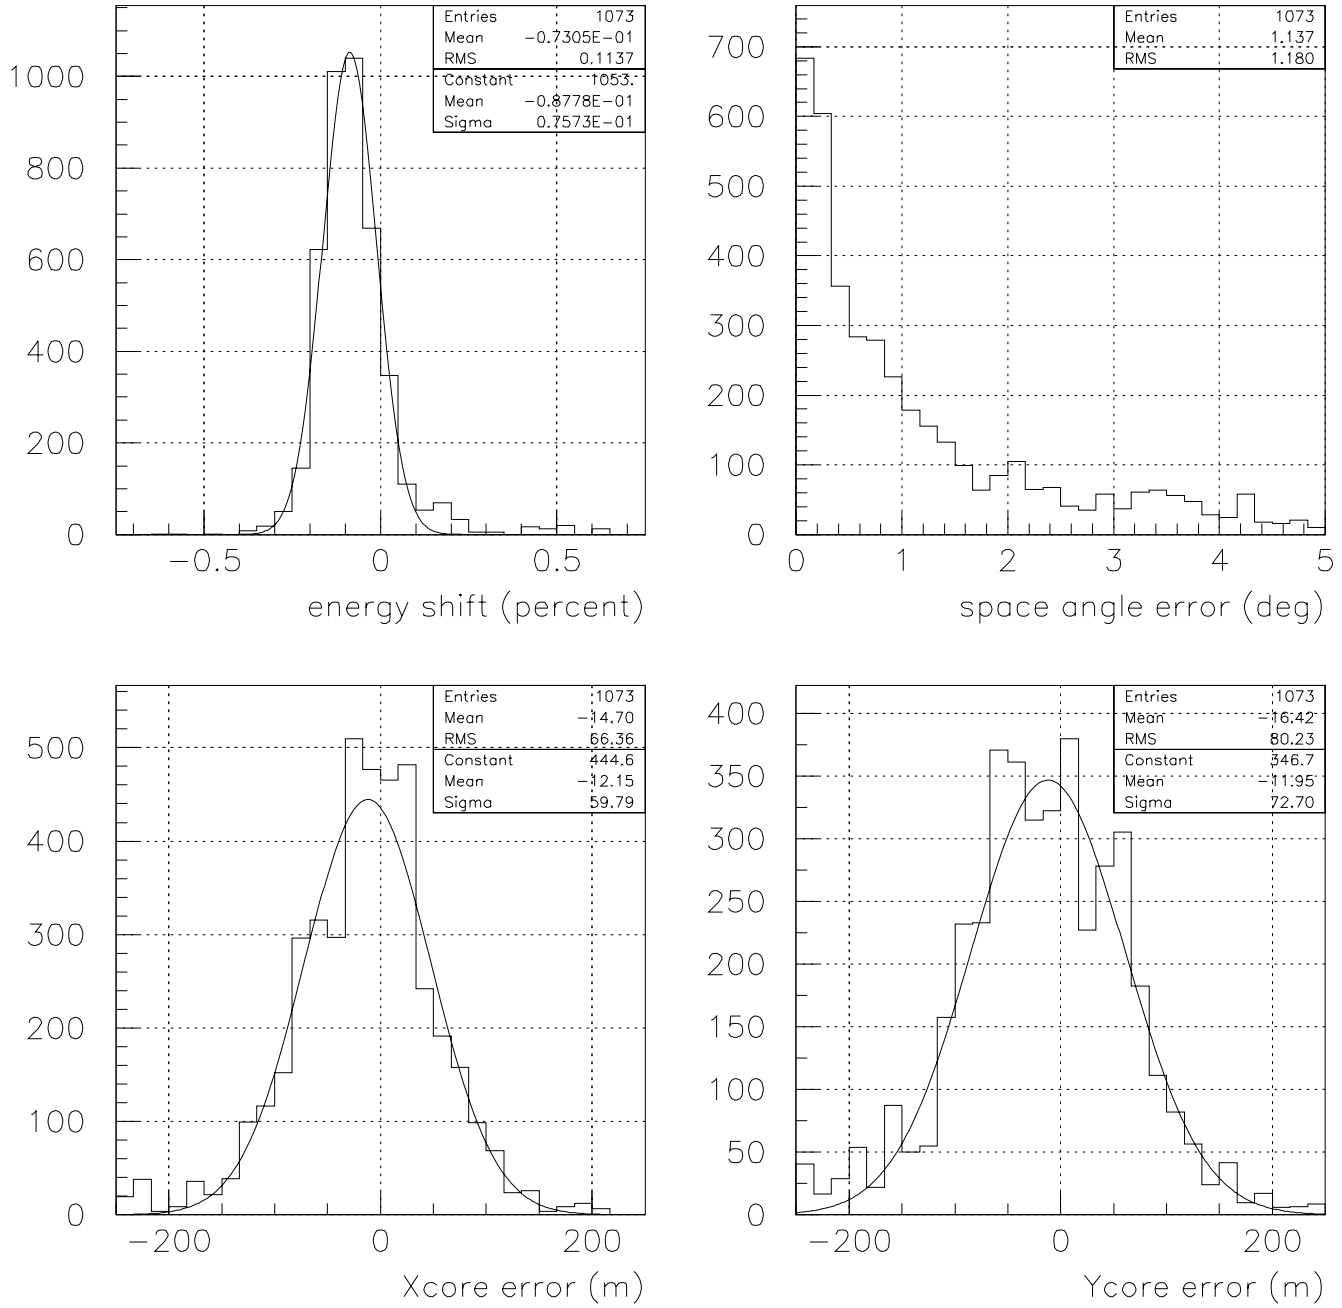 Entries 1073
Mean −0.7305E−01
RMS 0.1137
Constant 1053.
Mean −0.8778E−01
Sigma 0.7573E−01
1000
800
600
400
200
0
−0.5 0 0.5
energy shift (percent)
Entries 1073
Mean 1.137
RMS 1.180
700
600
500
400
300
200
100
0
0 1 2 3 4 5
space angle error (deg)
Entries 1073
Mean −14.70
RMS 66.36
Constant 444.6
Mean −12.15
Sigma 59.79
500
400
300
200
100
0
−200 0 200
Xcore error (m)
Entries 1073
Mean −16.42
RMS 80.23
Constant 346.7
Mean −11.95
Sigma 72.70
400
350
300
250
200
150
100
50
0
−200 0 200
Ycore error (m)